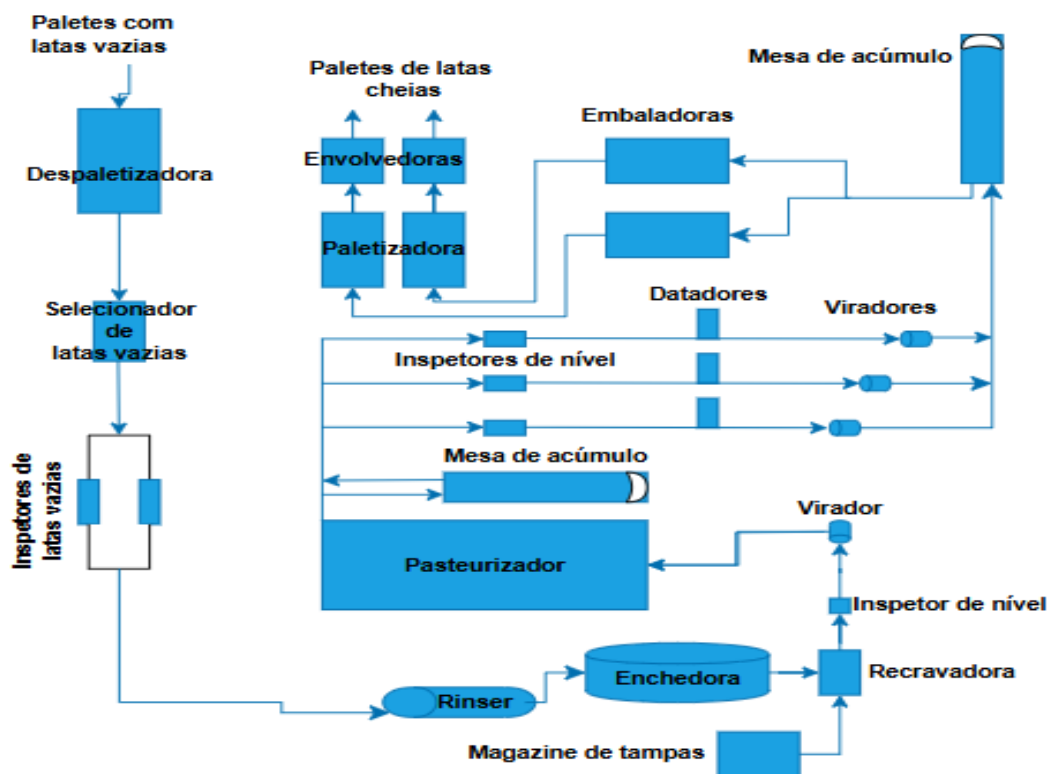 Paletes com
latas vazias
Despaletizadora
Selecionador
de
latas vazias
Inspetores de
latas vazias
Paletes de latas
cheias
Envolvedoras
Paletizadora
Embaladoras
Mesa de acúmulo
Datadores
Viradores
Inspetores de nível
Mesa de acúmulo
Pasteurizador
Virador
Inspetor de nível
Recravadora
Enchedora
Rinser
Magazine de tampas